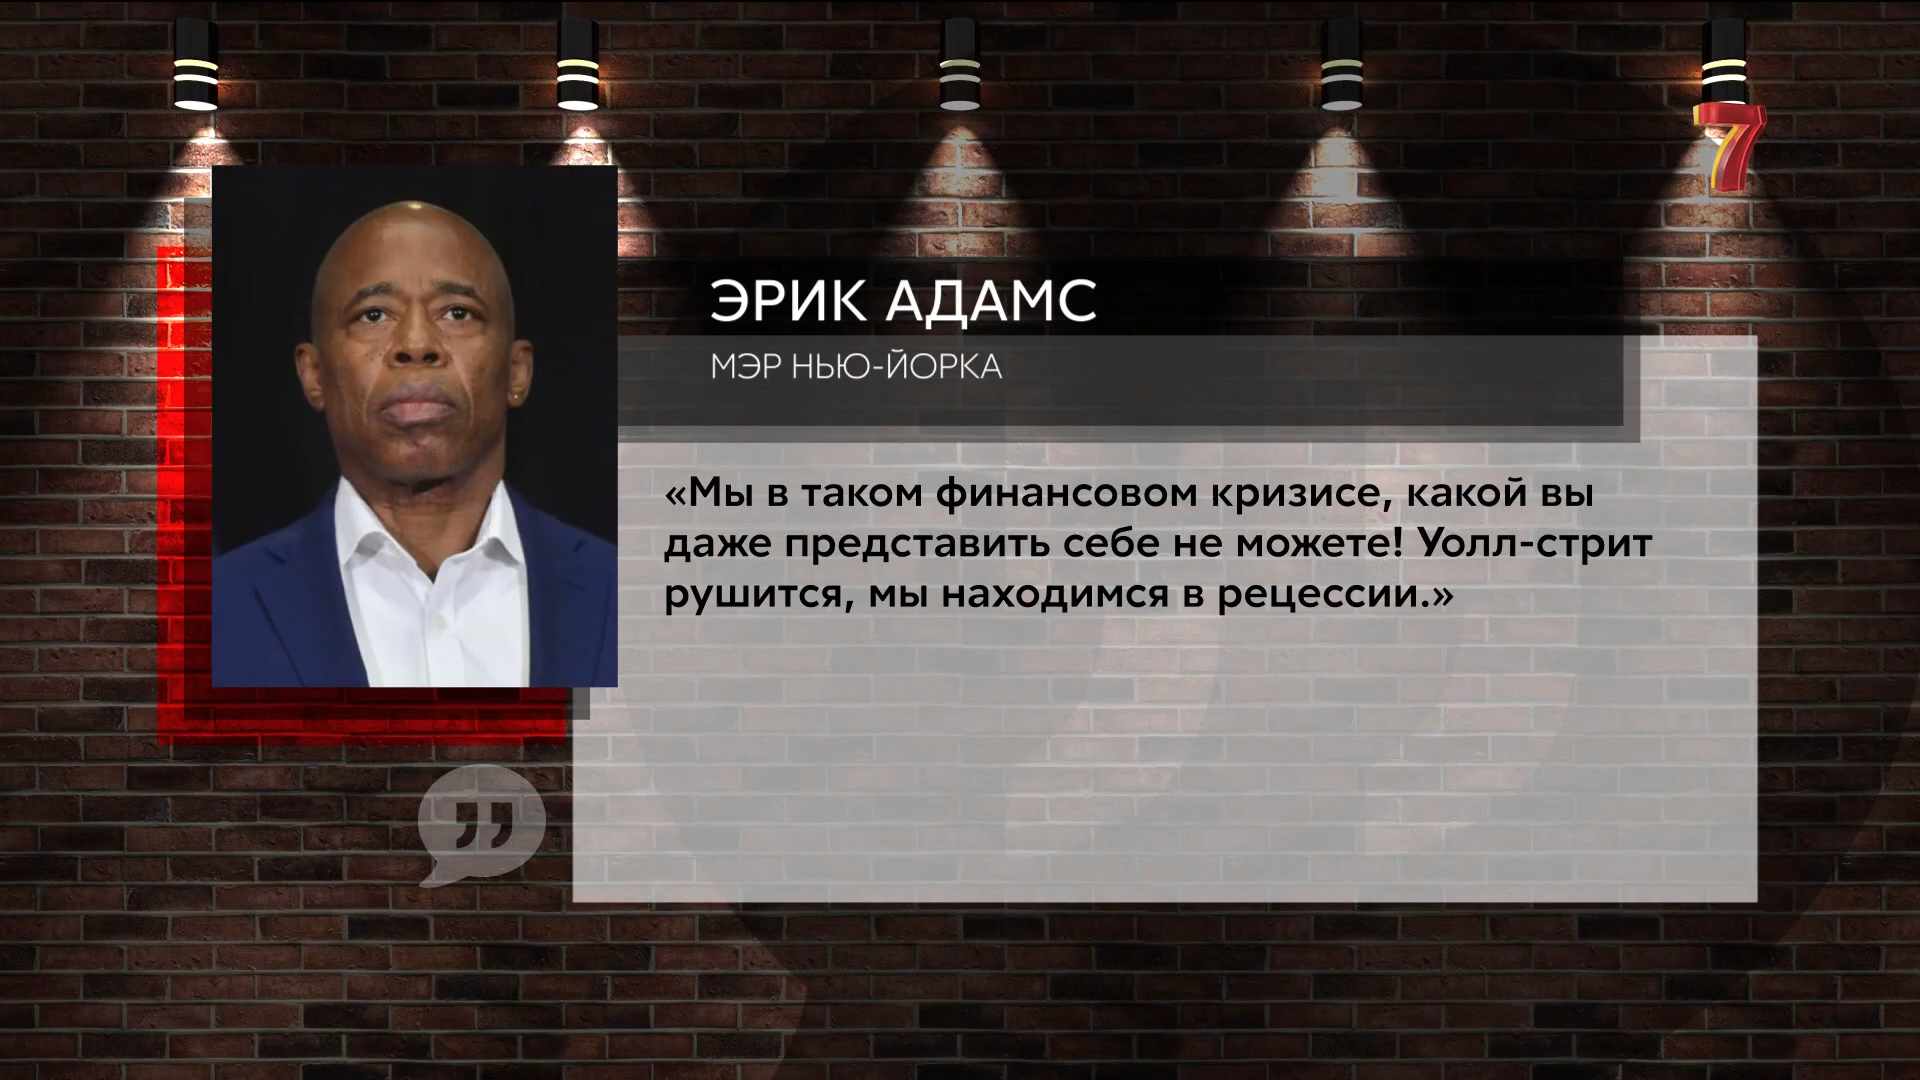 7
ЭРИК АДАМС
МЭР НЬЮ-ЙОРКА
«Мы в таком финансовом кризисе, какой вы
даже представить себе не можете! Уолл-стрит
рушится, мы находимся в рецессии.»